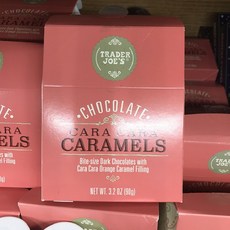 TRADER
JOE'S
CHOCOLATE
CARA CARA
CARAMELS
Bite-size Dark Chocolates with
Cara Cara Orange Caramel Filling
NET WT. 3.2 OZ (90g)